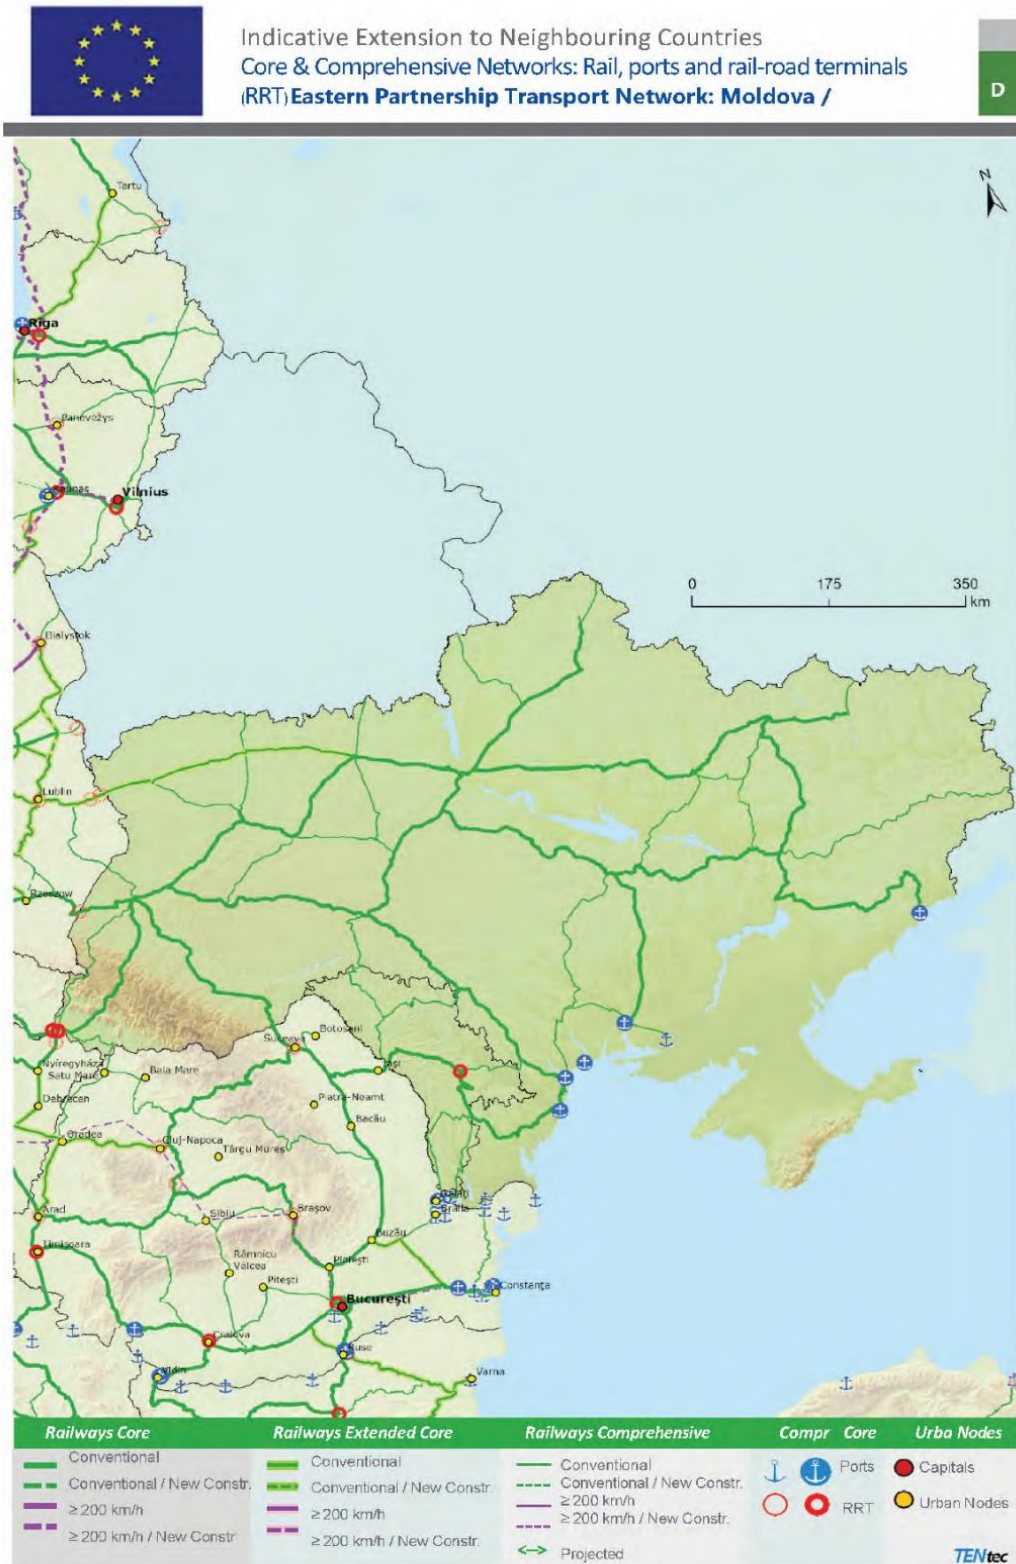 Indicative Extension to Neighbouring Countries
Core & Comprehensive Networks: Rail, ports and rail-road terminals
(RRT) Eastern Partnership Transport Network: Moldova /
D
N
Tartu
Riga
Panevėžys
Kaunas
Vilnius
0 175 350
km
Bialystok
Lublin
Rzeszow
Botoșani
Suceava
Nyíregyháza
Satu Mare
Baia Mare
Iași
Debrecen
Piatra-Neamt
Bacău
Oradea
Cluj-Napoca
Târgu Mureș
Galați
Brăila
Arad
Sibiu
Brașov
Timișoara
Buzău
Râmnicu
Vâlcea
Ploiești
Pitești
Constanța
București
Craiova
Ruse
Vidin
Varna
Railways Core
Railways Extended Core
Railways Comprehensive
Compr Core
Urba Nodes
Conventional
Conventional / New Constr.
≥ 200 km/h
≥ 200 km/h / New Constr
Conventional
Conventional / New Constr.
≥ 200 km/h
≥ 200 km/h / New Constr.
Conventional
Conventional / New Constr.
≥ 200 km/h
≥ 200 km/h / New Constr.
Projected
Ports
RRT
Capitals
Urban Nodes
TENtec